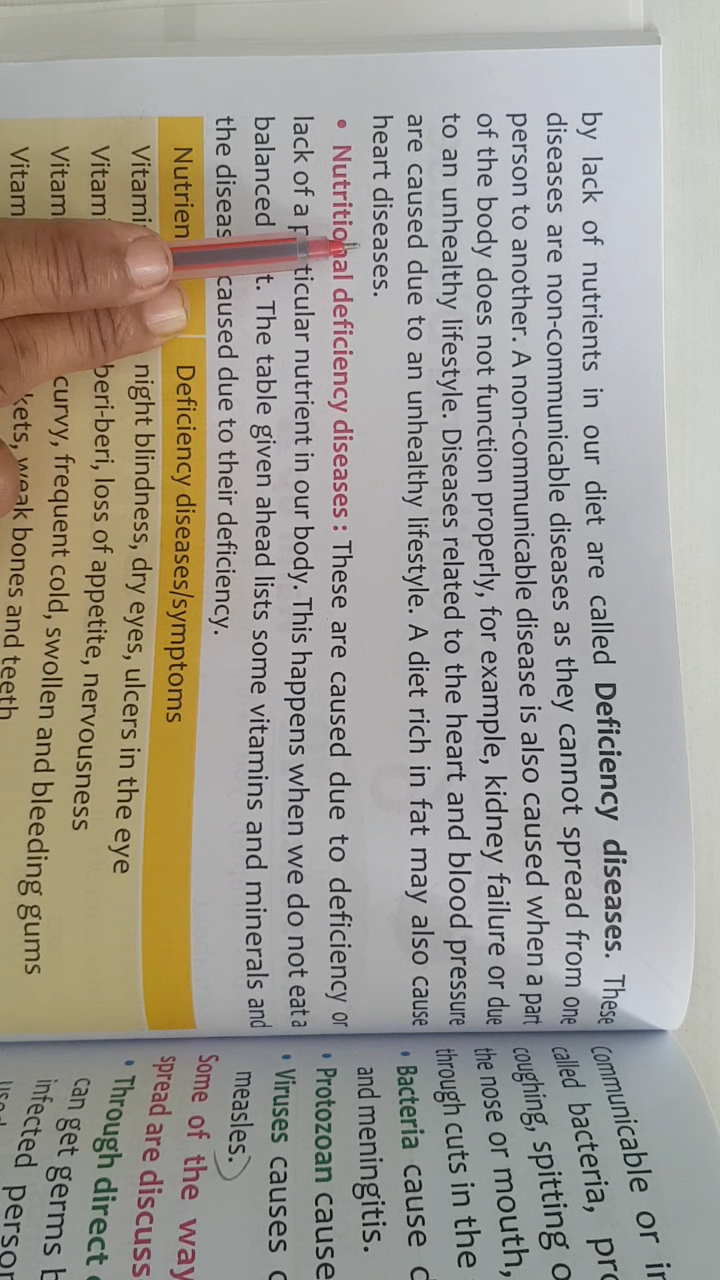 by lack of nutrients in our diet are called Deficiency diseases. These
diseases are non-communicable diseases as they cannot spread from one
person to another. A non-communicable disease is also caused when a part
of the body does not function properly, for example, kidney failure or due
to an unhealthy lifestyle. Diseases related to the heart and blood pressure
are caused due to an unhealthy lifestyle. A diet rich in fat may also cause
heart diseases.
• Nutritional deficiency diseases : These are caused due to deficiency or
lack of a particular nutrient in our body. This happens when we do not eat a
balanced t. The table given ahead lists some vitamins and minerals and
the diseas caused due to their deficiency.
Nutrien Deficiency diseases/symptoms
Vitami night blindness, dry eyes, ulcers in the eye
Vitam beri-beri, loss of appetite, nervousness
Vitam curvy, frequent cold, swollen and bleeding gums
Vitam kets, weak bones and teeth
Communicable or
called bacteria,
coughing, spitting
the nose or mouth,
through cuts in the
• Bacteria cause
and meningitis.
• Protozoan cause
• Viruses causes
measles.
Some of the way
spread are discuss
• Through direct
can get germs
infected person